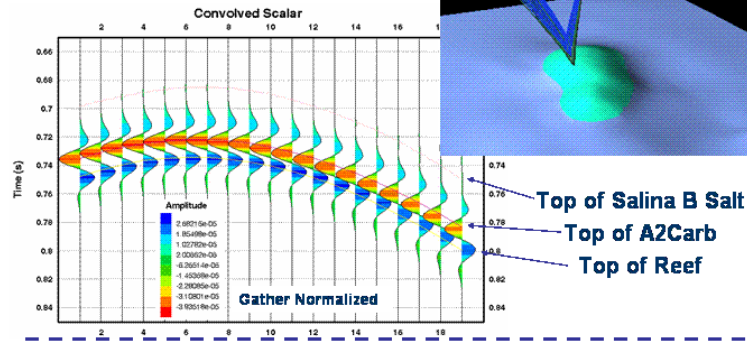 Convolved Scalar
2 4 6 8 10 12 14 16 18
0.66
0.68
0.7
0.72
0.74
0.76
0.78
0.8
0.82
0.84
Time (s)
0.74
0.76
0.78
0.8
0.82
0.84
Amplitude
Gather Normalized
2 4 6 8 10 12 14 16 18
Top of Salina B Salt
Top of A2Carb
Top of Reef